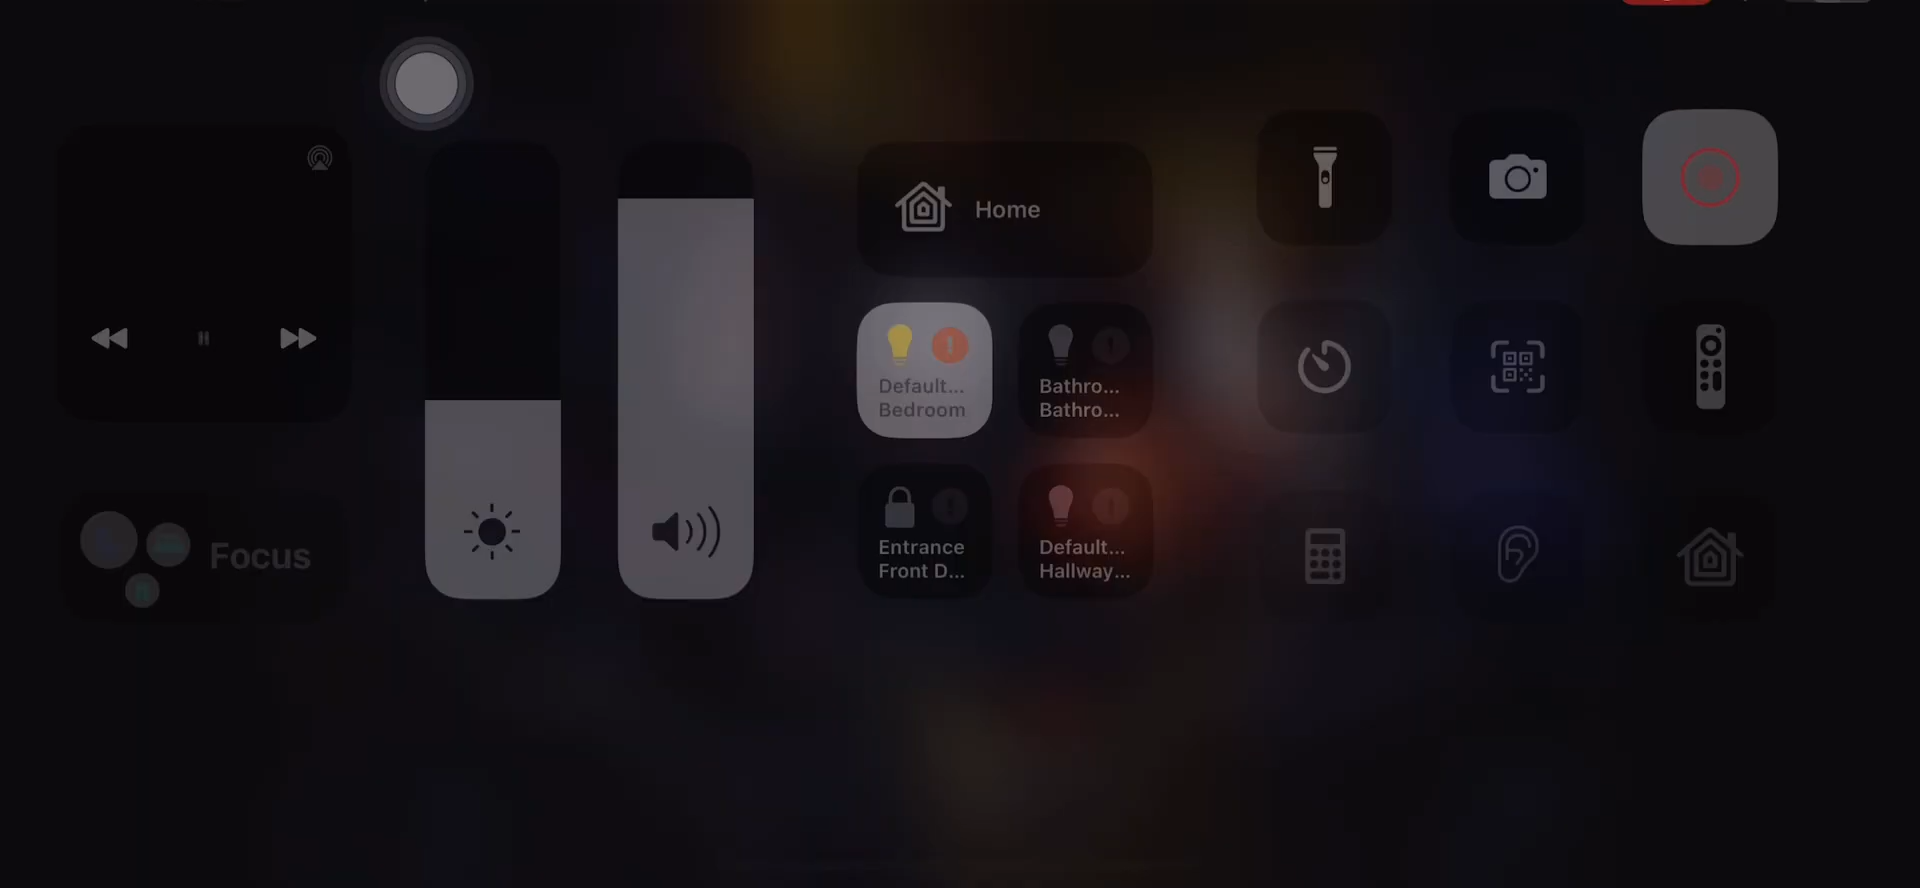 Home
Default...
Bedroom
Bathro...
Bathro...
Entrance
Front D...
Default...
Hallway...
Focus